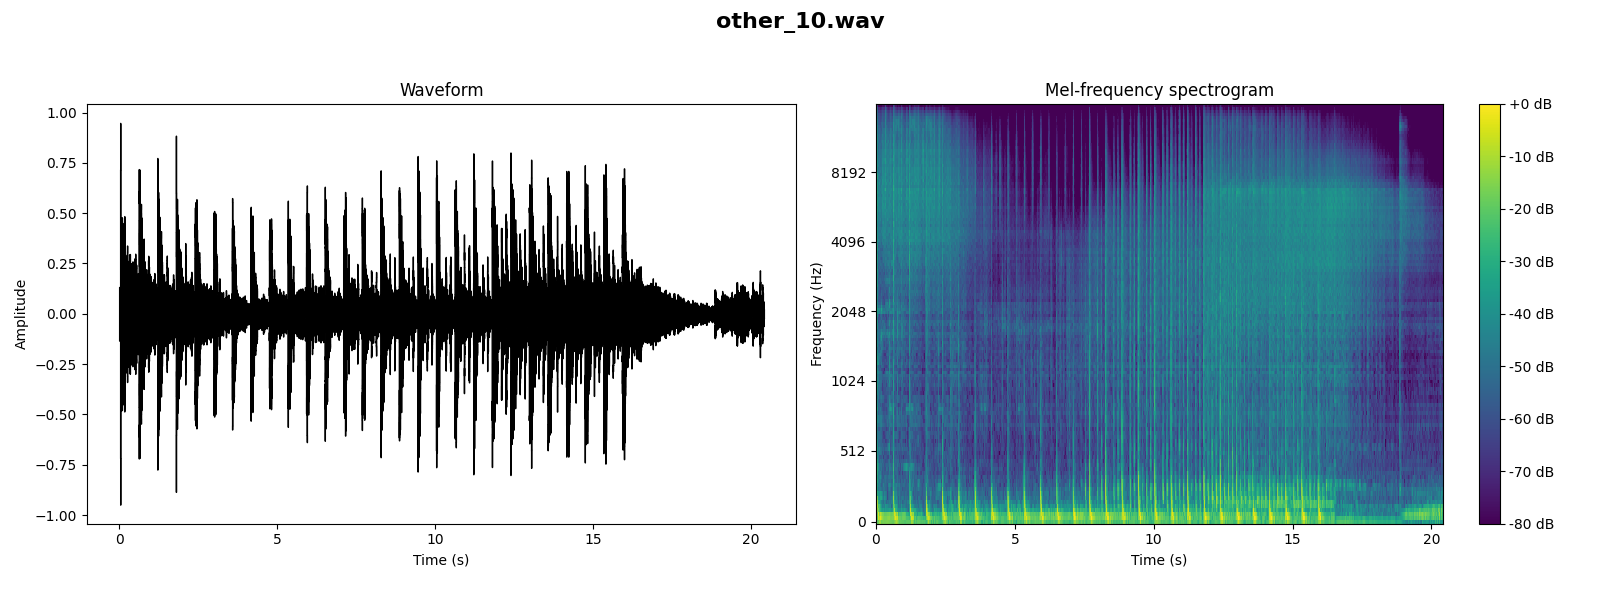 other_10.wav
Waveform
Mel-frequency spectrogram
1.00
0.75
0.50
0.25
0.00
−0.25
−0.50
−0.75
−1.00
Amplitude
0
5
10
15
20
Time (s)
8192
4096
2048
1024
512
0
Frequency (Hz)
0
5
10
15
20
Time (s)
+0 dB
-10 dB
-20 dB
-30 dB
-40 dB
-50 dB
-60 dB
-70 dB
-80 dB